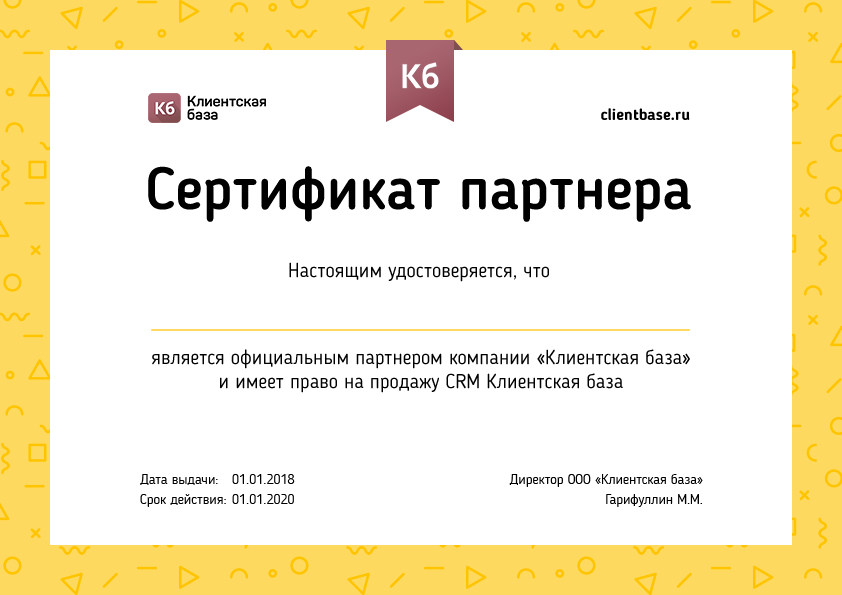 Кб
Кб Клиентская
база
clientbase.ru
Сертификат партнера
Настоящим удостоверяется, что
является официальным партнером компании «Клиентская база»
и имеет право на продажу CRM Клиентская база
Дата выдачи: 01.01.2018
Срок действия: 01.01.2020
Директор ООО «Клиентская база»
Гарифуллин М.М.